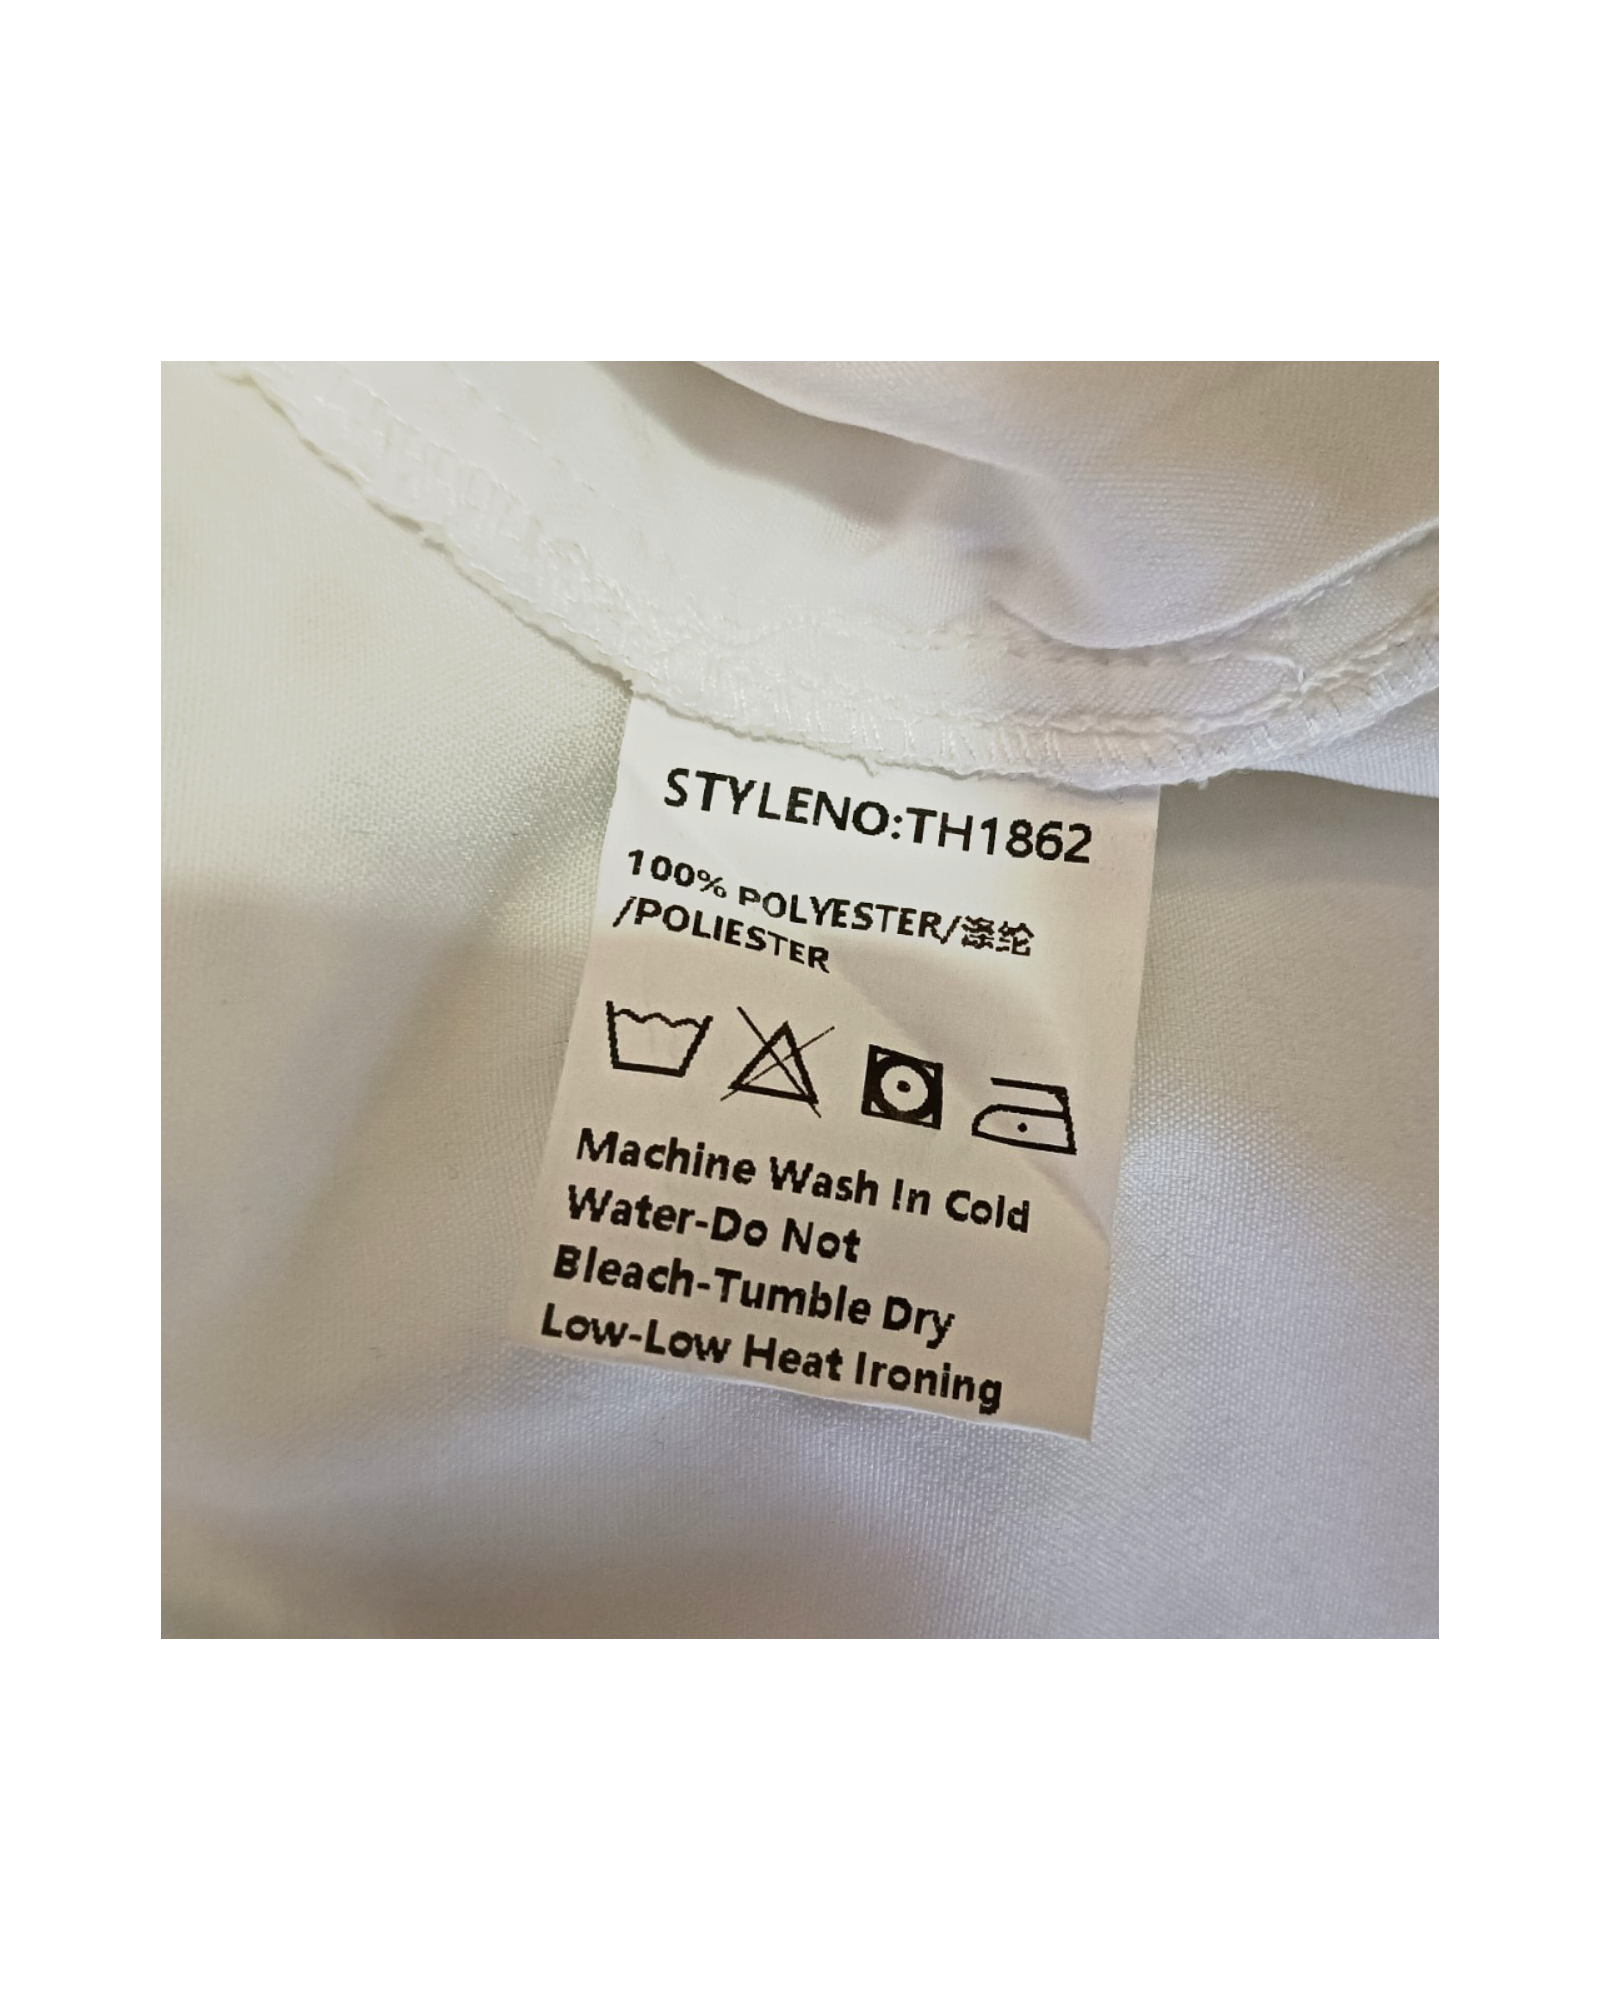 STYLENO:TH1862
100% POLYESTER/涤纶
/POLIESTER
Machine Wash In Cold
Water-Do Not
Bleach-Tumble Dry
Low-Low Heat Ironing